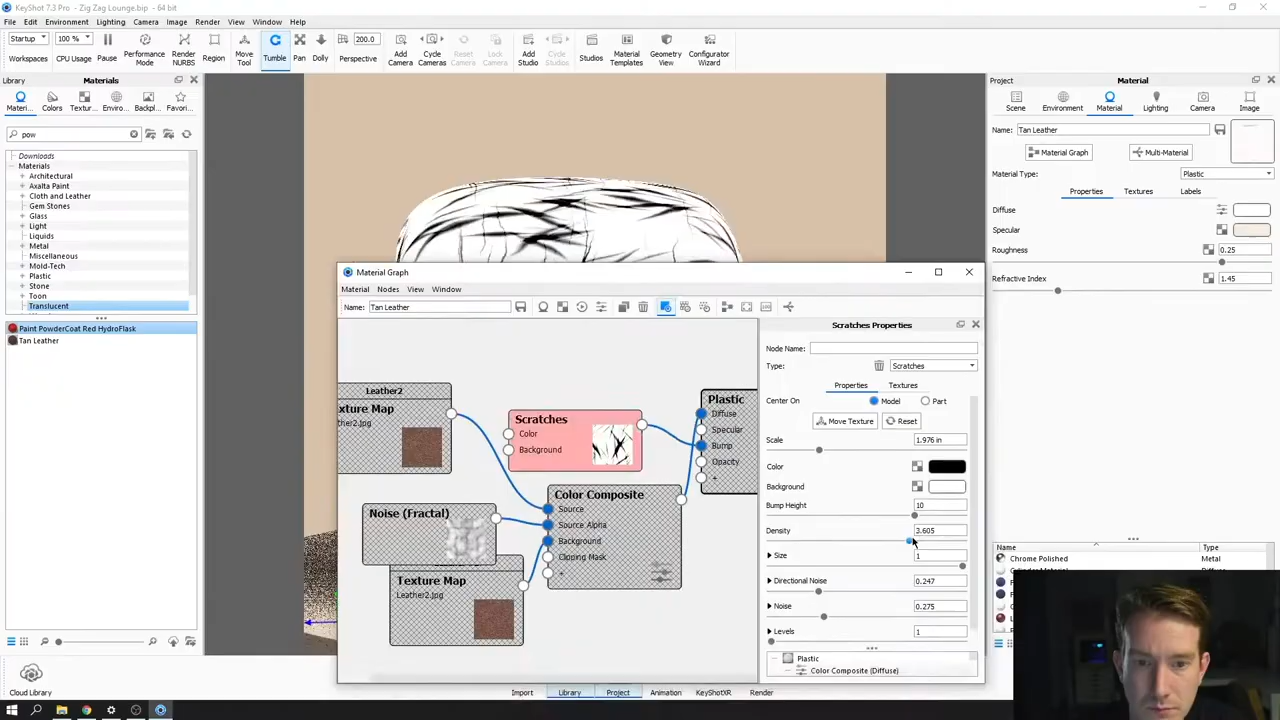 KeyShot 7.3 Pro - Zig Zag Lounge.bip - 64 bit
File Edit Environment Lighting Camera Image Render View Window Help
Startup 100 % 200.0
Workspaces CPU Usage Pause Performance Mode Render NURBS Region Move Tool Tumble Pan Dolly Perspective Add Camera Cycle Cameras Reset Camera Lock Camera Add Studio Cycle Studios Studios Material Templates Geometry View Configurator Wizard
Library Materials
Materi... Colors Textur... Enviro... Backpl... Favori...
pow
Downloads
Materials
Architectural
Axalta Paint
Cloth and Leather
Gem Stones
Glass
Light
Liquids
Metal
Miscellaneous
Mold-Tech
Plastic
Stone
Toon
Translucent
Paint PowderCoat Red HydroFlask
Tan Leather
Cloud Library
Project Material
Scene Environment Material Lighting Camera Image
Name: Tan Leather
Material Graph Multi-Material
Material Type: Plastic
Properties Textures Labels
Diffuse
Specular
Roughness 0.25
Refractive Index 1.45
Name Type
Chrome Polished Metal
Diffuse
Material Graph
Material Nodes View Window
Name: Tan Leather
Leather2
xture Map
ther2.jpg
Scratches
Color
Background
Plastic
Diffuse
Specular
Bump
Opacity
+
Noise (Fractal)
Color Composite
Source
Source Alpha
Background
Clipping Mask
Texture Map
Leather2.jpg
Scratches Properties
Node Name:
Type: Scratches
Properties Textures
Center On Model Part
Move Texture Reset
Scale 1.976 in
Color
Background
Bump Height 10
Density 3.605
Size 1
Directional Noise 0.247
Noise 0.275
Levels 1
Plastic
Color Composite (Diffuse)
Import Library Project Animation KeyShotXR Render